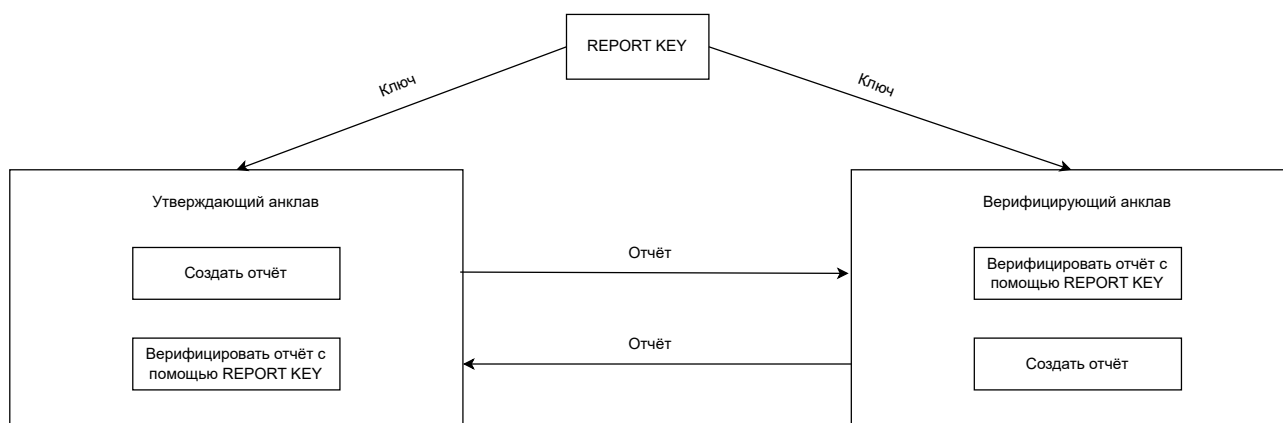 REPORT KEY
Ключ
Ключ
Утверждающий анклав
Верифицирующий анклав
Создать отчёт
Отчёт
Верифицировать отчёт с
помощью REPORT KEY
Верифицировать отчёт с
помощью REPORT KEY
Отчёт
Создать отчёт